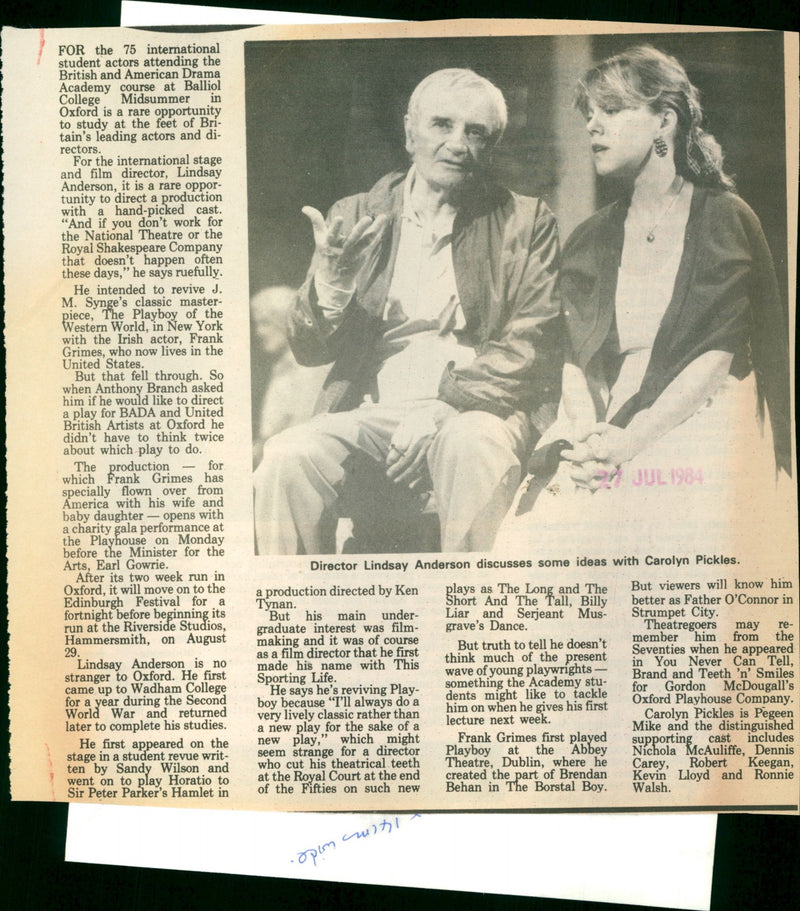 FOR the 75 international
student actors attending the
British and American Drama
Academy course at Balliol
College Midsummer in
Oxford is a rare opportunity
to study at the feet of Bri-
tain's leading actors and di-
rectors.
For the international stage
and film director, Lindsay
Anderson, it is a rare oppor-
tunity to direct a production
with a hand-picked cast.
"And if you don't work for
the National Theatre or the
Royal Shakespeare Company
that doesn't happen often
these days," he says ruefully.
He intended to revive J.
M. Synge's classic master-
piece, The Playboy of the
Western World, in New York
with the Irish actor, Frank
Grimes, who now lives in the
United States.
But that fell through. So
when Anthony Branch asked
him if he would like to direct
a play for BADA and United
British Artists at Oxford he
didn't have to think twice
about which play to do.
The production — for
which Frank Grimes has
specially flown over from
America with his wife and
baby daughter — opens with
a charity gala performance at
the Playhouse on Monday
before the Minister for the
Arts, Earl Gowrie.
After its two week run in
Oxford, it will move on to the
Edinburgh Festival for a
fortnight before beginning its
run at the Riverside Studios,
Hammersmith, on August
29.
Lindsay Anderson is no
stranger to Oxford. He first
came up to Wadham College
for a year during the Second
World War and returned
later to complete his studies.
He first appeared on the
stage in a student revue writ-
ten by Sandy Wilson and
went on to play Horatio to
Sir Peter Parker's Hamlet in
27 JUL 1984
Director Lindsay Anderson discusses some ideas with Carolyn Pickles.
a production directed by Ken
Tynan.
But his main under-
graduate interest was film-
making and it was of course
as a film director that he first
made his name with This
Sporting Life.
He says he's reviving Play-
boy because "I'll always do a
very lively classic rather than
a new play for the sake of a
new play," which might
seem strange for a director
who cut his theatrical teeth
at the Royal Court at the end
of the Fifties on such new
plays as The Long and The
Short And The Tall, Billy
Liar and Serjeant Mus-
grave's Dance.
But truth to tell he doesn't
think much of the present
wave of young playwrights —
something the Academy stu-
dents might like to tackle
him on when he gives his first
lecture next week.
Frank Grimes first played
Playboy at the Abbey
Theatre, Dublin, where he
created the part of Brendan
Behan in The Borstal Boy.
But viewers will know him
better as Father O'Connor in
Strumpet City.
Theatregoers may re-
member him from the
Seventies when he appeared
in You Never Can Tell,
Brand and Teeth 'n' Smiles
for Gordon McDougall's
Oxford Playhouse Company.
Carolyn Pickles is Pegeen
Mike and the distinguished
supporting cast includes
Nichola McAuliffe, Dennis
Carey, Robert Keegan,
Kevin Lloyd and Ronnie
Walsh.